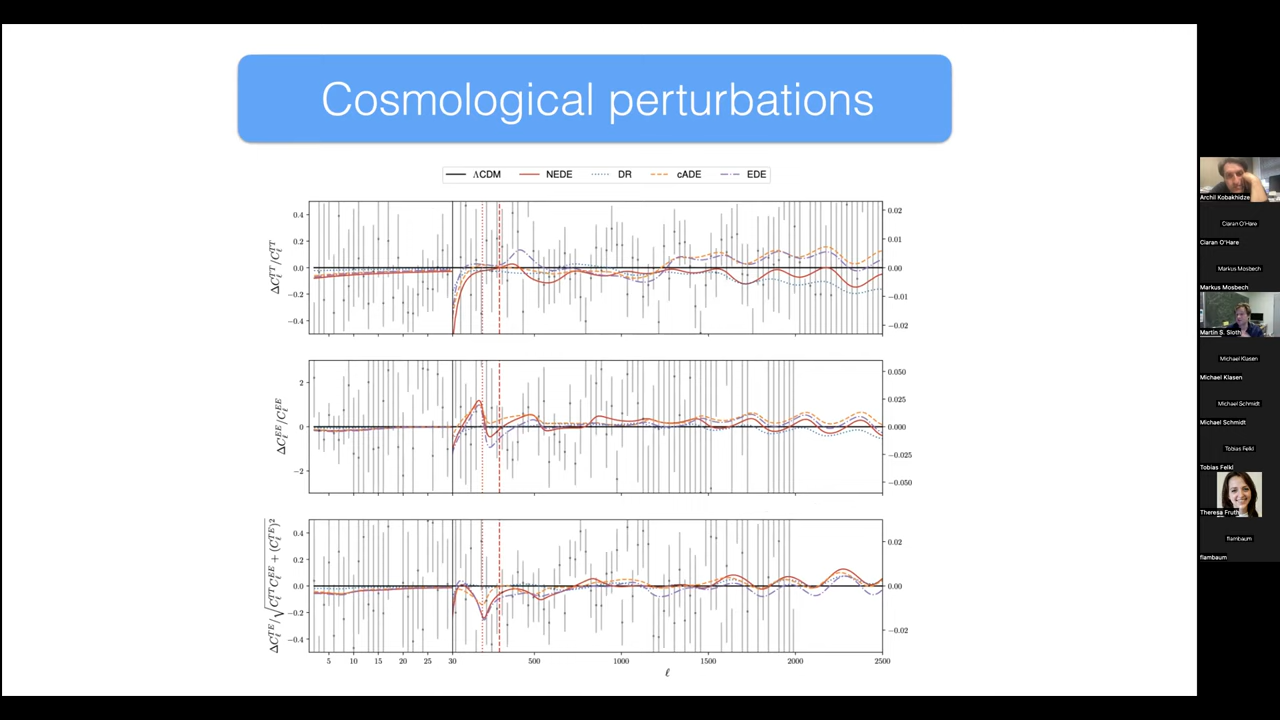 Cosmological perturbations
ΛCDM NEDE DR cADE EDE
ΔC_ℓ^{TT}/C_ℓ^{TT}
0.4
0.2
0.0
−0.2
−0.4
0.02
0.01
0.00
−0.01
−0.02
ΔC_ℓ^{EE}/C_ℓ^{EE}
2
0
−2
0.050
0.025
0.000
−0.025
−0.050
ΔC_ℓ^{TE}/√C_ℓ^{TT}C_ℓ^{EE} + (C_ℓ^{TE})²
0.4
0.2
0.0
−0.2
−0.4
0.02
0.00
−0.02
5 10 15 20 25 30 500 1000 1500 2000 2500
ℓ
Archil Kobakhidze
Ciaran O'Hare
Ciaran O'Hare
Markus Mosbech
Markus Mosbech
Martin S. Sloth
Michael Klasen
Michael Klasen
Michael Schmidt
Michael Schmidt
Tobias Felkl
Tobias Felkl
Theresa Fruth
flambaum
flambaum